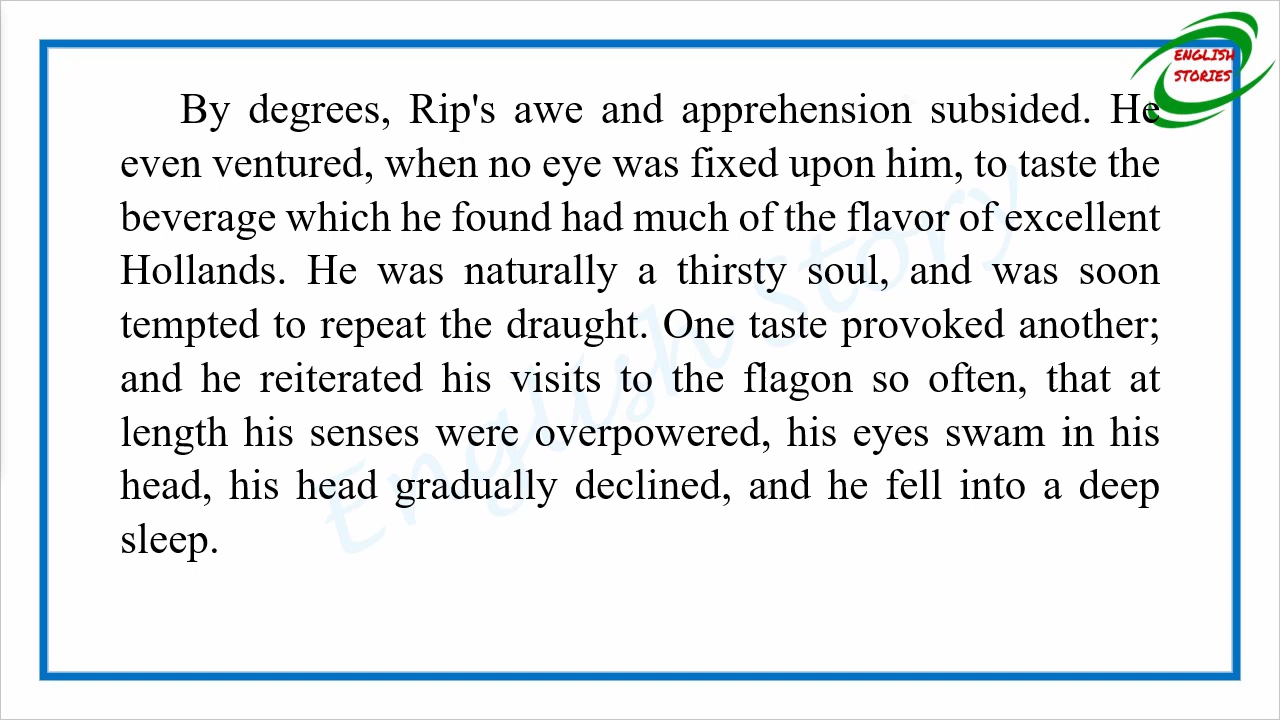 ENGLISH
STORIES
By degrees, Rip's awe and apprehension subsided. He
even ventured, when no eye was fixed upon him, to taste the
beverage which he found had much of the flavor of excellent
Hollands. He was naturally a thirsty soul, and was soon
tempted to repeat the draught. One taste provoked another;
and he reiterated his visits to the flagon so often, that at
length his senses were overpowered, his eyes swam in his
head, his head gradually declined, and he fell into a deep
sleep.
English Story